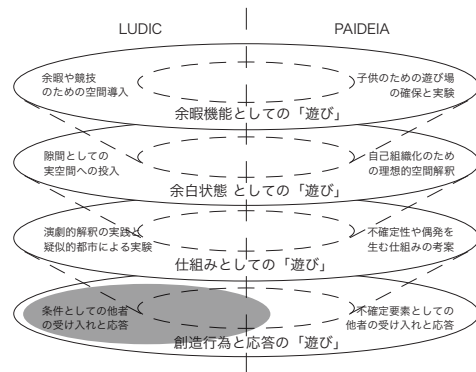 LUDIC
PAIDEIA
余暇や競技
のための空間導入
子供のための遊び場
の確保と実験
余暇機能としての「遊び」
隙間としての
実空間への投入
自己組織化のため
の理想的空間解釈
余白状態 としての「遊び」
演劇的解釈の実践と
疑似的都市による実験
不確定性や偶発を
生む仕組みの考案
仕組みとしての「遊び」
条件としての他者
の受け入れと応答
不確定要素としての
他者の受け入れと応答
創造行為と応答の「遊び」